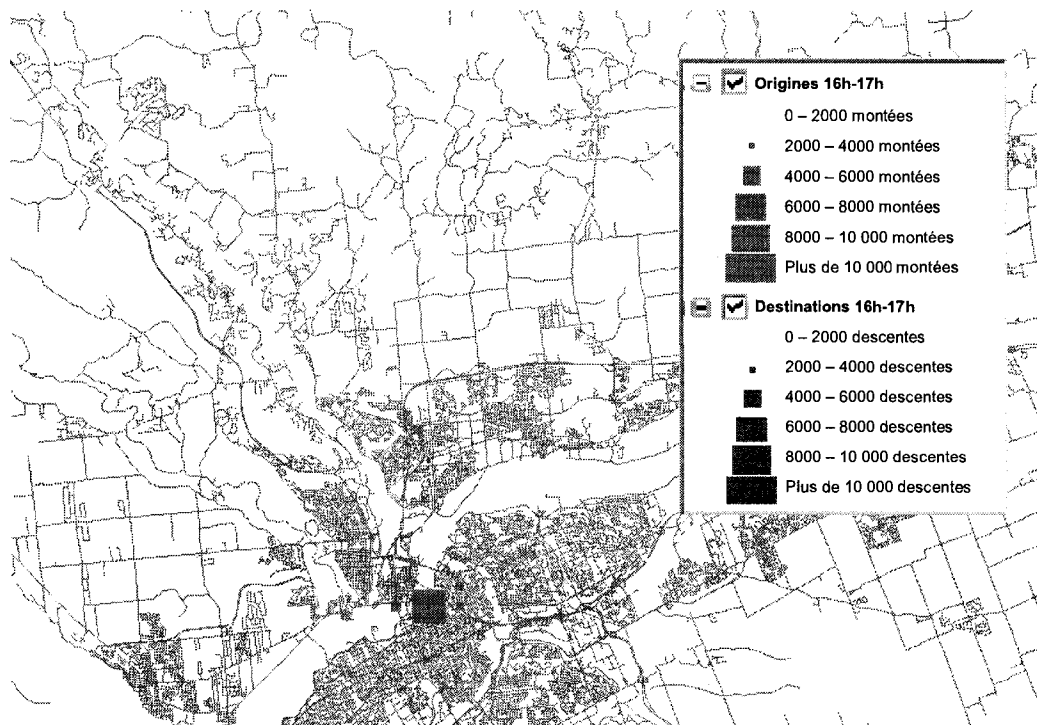 Origines 16h-17h
0 – 2000 montées
2000 – 4000 montées
4000 – 6000 montées
6000 – 8000 montées
8000 – 10 000 montées
Plus de 10 000 montées
Destinations 16h-17h
0 – 2000 descentes
2000 – 4000 descentes
4000 – 6000 descentes
6000 – 8000 descentes
8000 – 10 000 descentes
Plus de 10 000 descentes